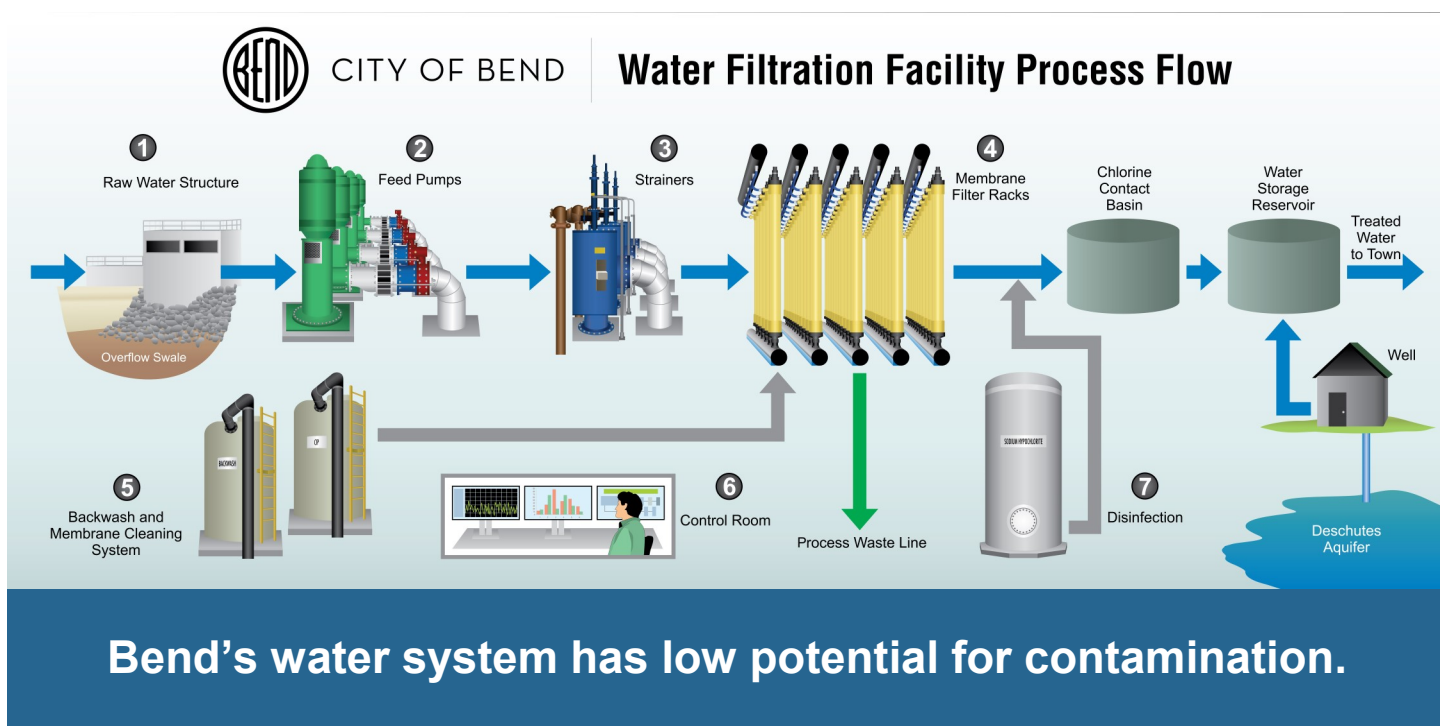 BEND
CITY OF BEND
Water Filtration Facility Process Flow
1
Raw Water Structure
Overflow Swale
2
Feed Pumps
3
Strainers
4
Membrane
Filter Racks
Chlorine
Contact
Basin
Water
Storage
Reservoir
Treated
Water
to Town
Well
Deschutes
Aquifer
5
Backwash and
Membrane Cleaning
System
BACKWASH
CIP
6
Control Room
Process Waste Line
SODIUM HYPOCHLORITE
7
Disinfection
Bend's water system has low potential for contamination.